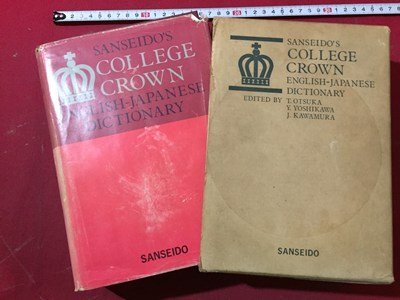 SANSEIDO'S
COLLEGE
CROWN
ENGLISH-JAPANESE
DICTIONARY
SANSEIDO
SANSEIDO'S
COLLEGE
CROWN
ENGLISH-JAPANESE
DICTIONARY
EDITED BY T. OTSUKA
Y. YOSHIKAWA
J. KAWAMURA
SANSEIDO